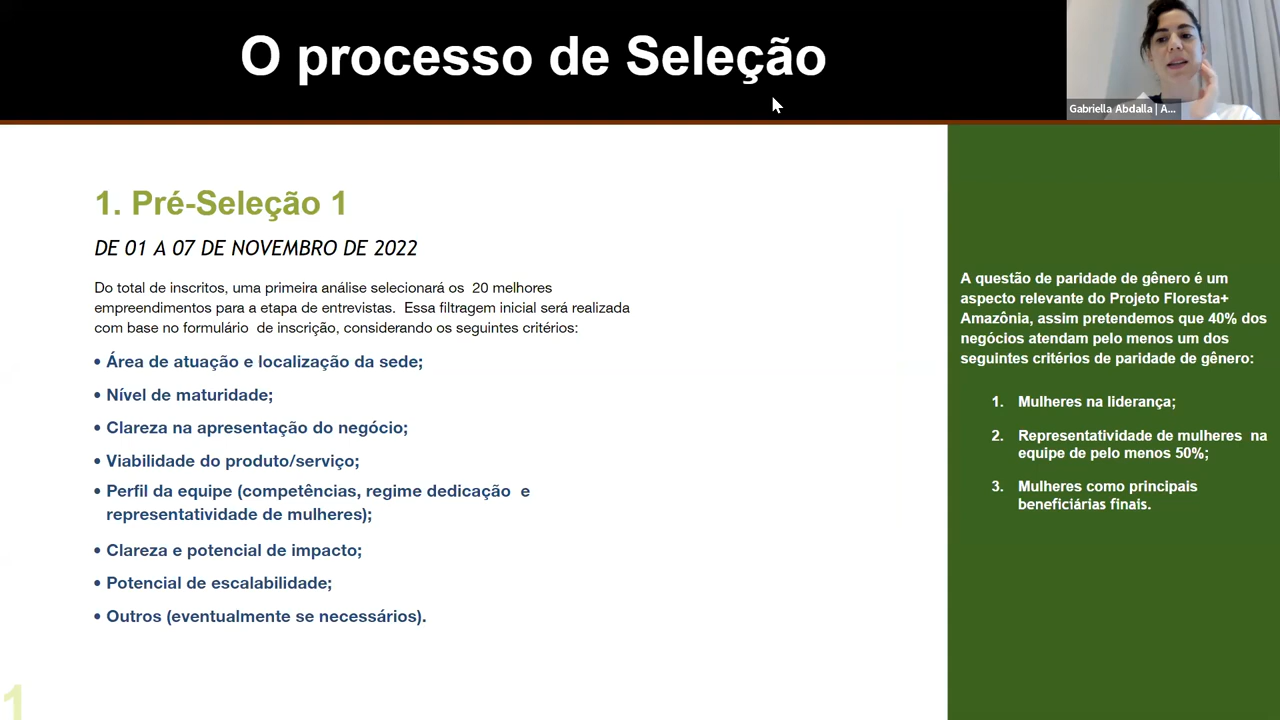 O processo de Seleção
Gabriella Abdalla | A...
1. Pré-Seleção 1
DE 01 A 07 DE NOVEMBRO DE 2022
Do total de inscritos, uma primeira análise selecionará os 20 melhores
empreendimentos para a etapa de entrevistas. Essa filtragem inicial será realizada
com base no formulário de inscrição, considerando os seguintes critérios:
• Área de atuação e localização da sede;
• Nível de maturidade;
• Clareza na apresentação do negócio;
• Viabilidade do produto/serviço;
• Perfil da equipe (competências, regime dedicação e
representatividade de mulheres);
• Clareza e potencial de impacto;
• Potencial de escalabilidade;
• Outros (eventualmente se necessários).
A questão de paridade de gênero é um
aspecto relevante do Projeto Floresta+
Amazônia, assim pretendemos que 40% dos
negócios atendam pelo menos um dos
seguintes critérios de paridade de gênero:
1. Mulheres na liderança;
2. Representatividade de mulheres na
equipe de pelo menos 50%;
3. Mulheres como principais
beneficiárias finais.
1